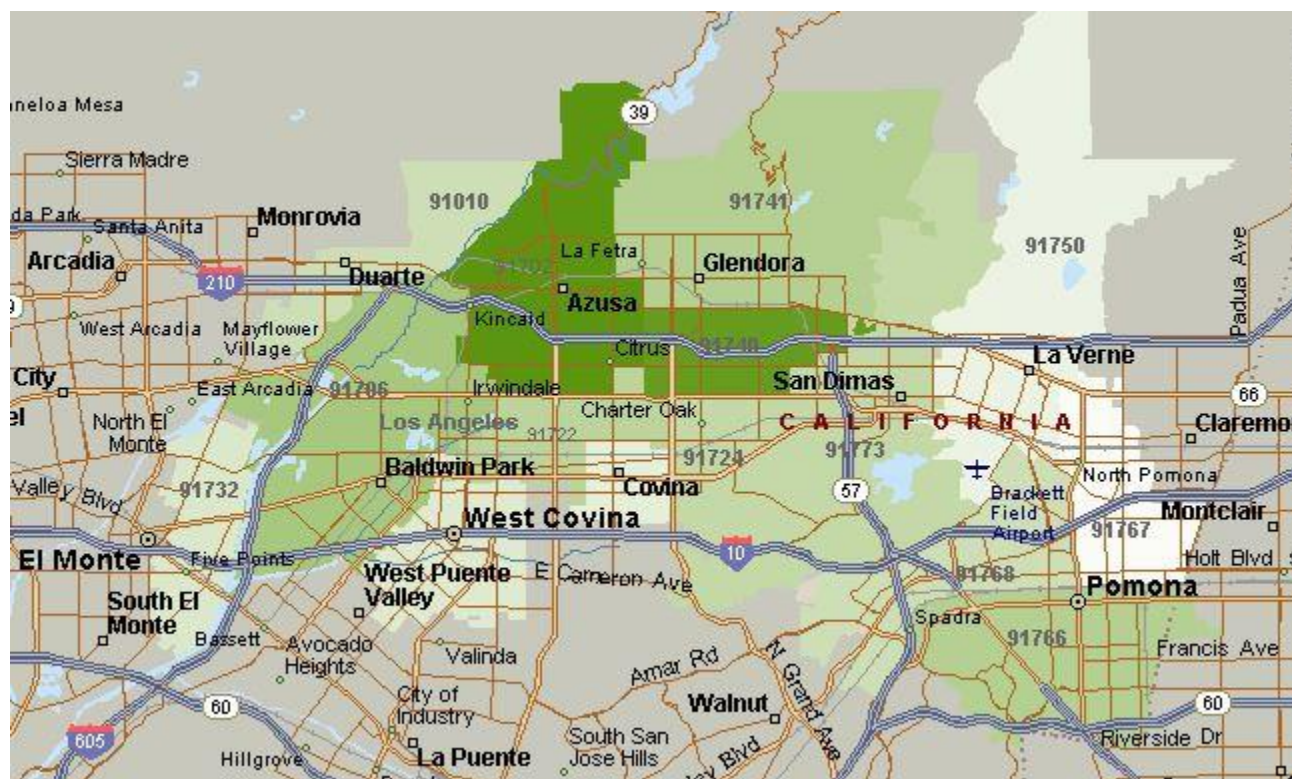 39
Sierra Madre
91010
91741
Monrovia
Santa Anita
91750
Padua Ave
La Fetra
Arcadia
Glendora
210
Duarte
91702
Azusa
West Arcadia
Mayflower
Village
Kincaid
Citrus
91740
La Verne
City
East Arcadia
91706
Irwindale
San Dimas
66
North El
Monte
Los Angeles
Charter Oak
CALIFORNIA
91722
91724
91773
Claremo
Baldwin Park
North Pomona
Valley Blvd
91732
Covina
57
Brackett
Field
Airport
Montclair
West Covina
91767
El Monte
Five Points
10
Holt Blvd
West Puente
Valley
E Cameron Ave
91768
Pomona
South El
Monte
Bassett
Avocado
Heights
Valinda
Spadra
91766
Francis Ave
Amar Rd
N Grand Ave
City of
Industry
Walnut
60
60
605
Hillgrove
La Puente
South San
Jose Hills
Riverside Dr